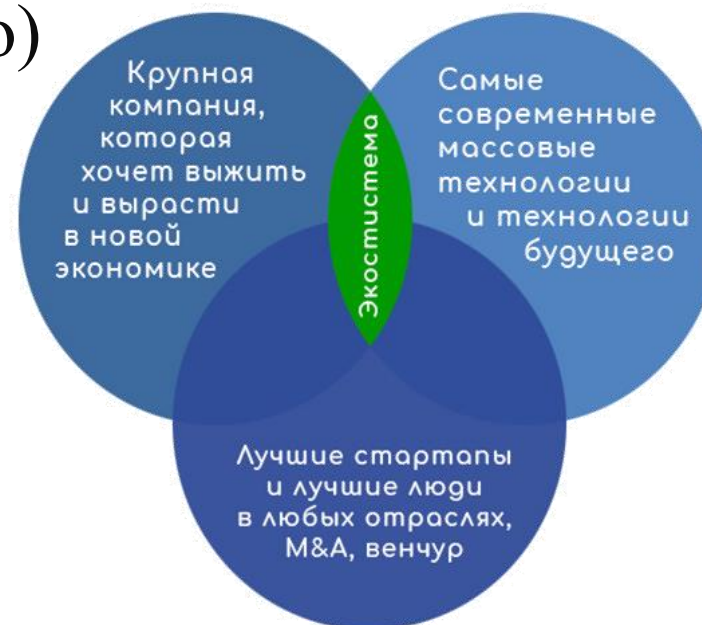 б)
Крупная
компания,
которая
хочет выжить
и вырасти
в новой
экономике
Экостистема
Самые
современные
массовые
технологии
и технологии
будущего
Лучшие стартапы
и лучшие люди
в любых отраслях,
M&A, венчур